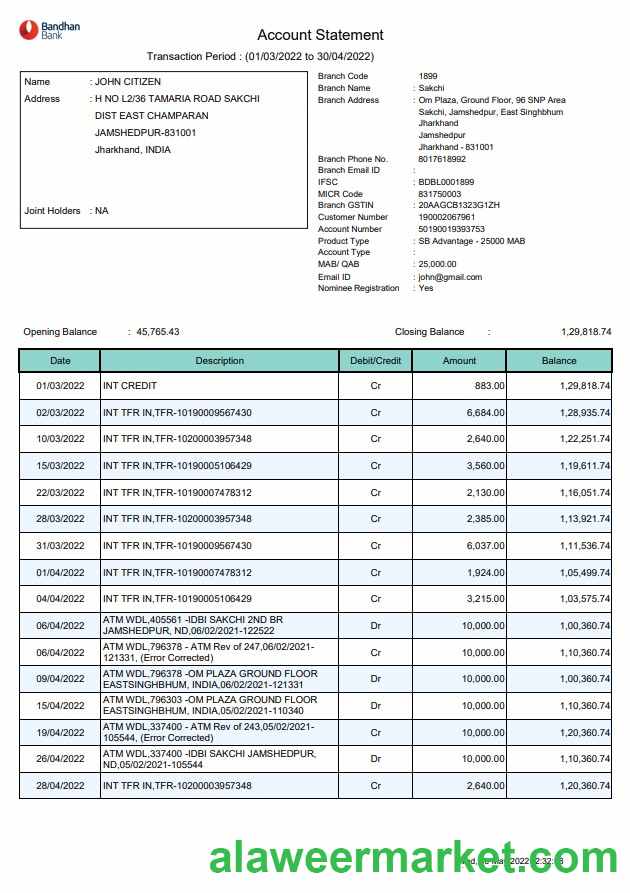 Bandhan
Bank
Account Statement
Transaction Period : (01/03/2022 to 30/04/2022)
Name : JOHN CITIZEN
Address : H NO L2/36 TAMARIA ROAD SAKCHI
DIST EAST CHAMPARAN
JAMSHEDPUR-831001
Jharkhand, INDIA
Joint Holders : NA
Branch Code 1899
Branch Name : Sakchi
Branch Address : Om Plaza, Ground Floor, 96 SNP Area
Sakchi, Jamshedpur, East Singhbhum
Jharkhand
Jamshedpur
Jharkhand - 831001
Branch Phone No. 8017618992
Branch Email ID :
IFSC : BDBL0001899
MICR Code 831750003
Branch GSTIN : 20AAGCB1323G1ZH
Customer Number 190002067961
Account Number 50190019393753
Product Type : SB Advantage - 25000 MAB
Account Type :
MAB/ QAB : 25,000.00
Email ID : john@gmail.com
Nominee Registration : Yes
Opening Balance : 45,765.43 Closing Balance : 1,29,818.74
Date Description Debit/Credit Amount Balance
01/03/2022 INT CREDIT Cr 883.00 1,29,818.74
02/03/2022 INT TFR IN,TFR-10190009567430 Cr 6,684.00 1,28,935.74
10/03/2022 INT TFR IN,TFR-10200003957348 Cr 2,640.00 1,22,251.74
15/03/2022 INT TFR IN,TFR-10190005106429 Cr 3,560.00 1,19,611.74
22/03/2022 INT TFR IN,TFR-10190007478312 Cr 2,130.00 1,16,051.74
28/03/2022 INT TFR IN,TFR-10200003957348 Cr 2,385.00 1,13,921.74
31/03/2022 INT TFR IN,TFR-10190009567430 Cr 6,037.00 1,11,536.74
01/04/2022 INT TFR IN,TFR-10190007478312 Cr 1,924.00 1,05,499.74
04/04/2022 INT TFR IN,TFR-10190005106429 Cr 3,215.00 1,03,575.74
06/04/2022 ATM WDL,405561 -IDBI SAKCHI 2ND BR
JAMSHEDPUR, ND,06/02/2021-122522 Dr 10,000.00 1,00,360.74
06/04/2022 ATM WDL,796378 - ATM Rev of 247,06/02/2021-
121331, (Error Corrected) Cr 10,000.00 1,10,360.74
09/04/2022 ATM WDL,796378 -OM PLAZA GROUND FLOOR
EASTSINGHBHUM, INDIA,06/02/2021-121331 Dr 10,000.00 1,00,360.74
15/04/2022 ATM WDL,796303 -OM PLAZA GROUND FLOOR
EASTSINGHBHUM, INDIA,05/02/2021-110340 Dr 10,000.00 1,10,360.74
19/04/2022 ATM WDL,337400 - ATM Rev of 243,05/02/2021-
105544, (Error Corrected) Cr 10,000.00 1,20,360.74
26/04/2022 ATM WDL,337400 -IDBI SAKCHI JAMSHEDPUR,
ND,05/02/2021-105544 Dr 10,000.00 1,10,360.74
28/04/2022 INT TFR IN,TFR-10200003957348 Cr 2,640.00 1,20,360.74
alaweermarket.com